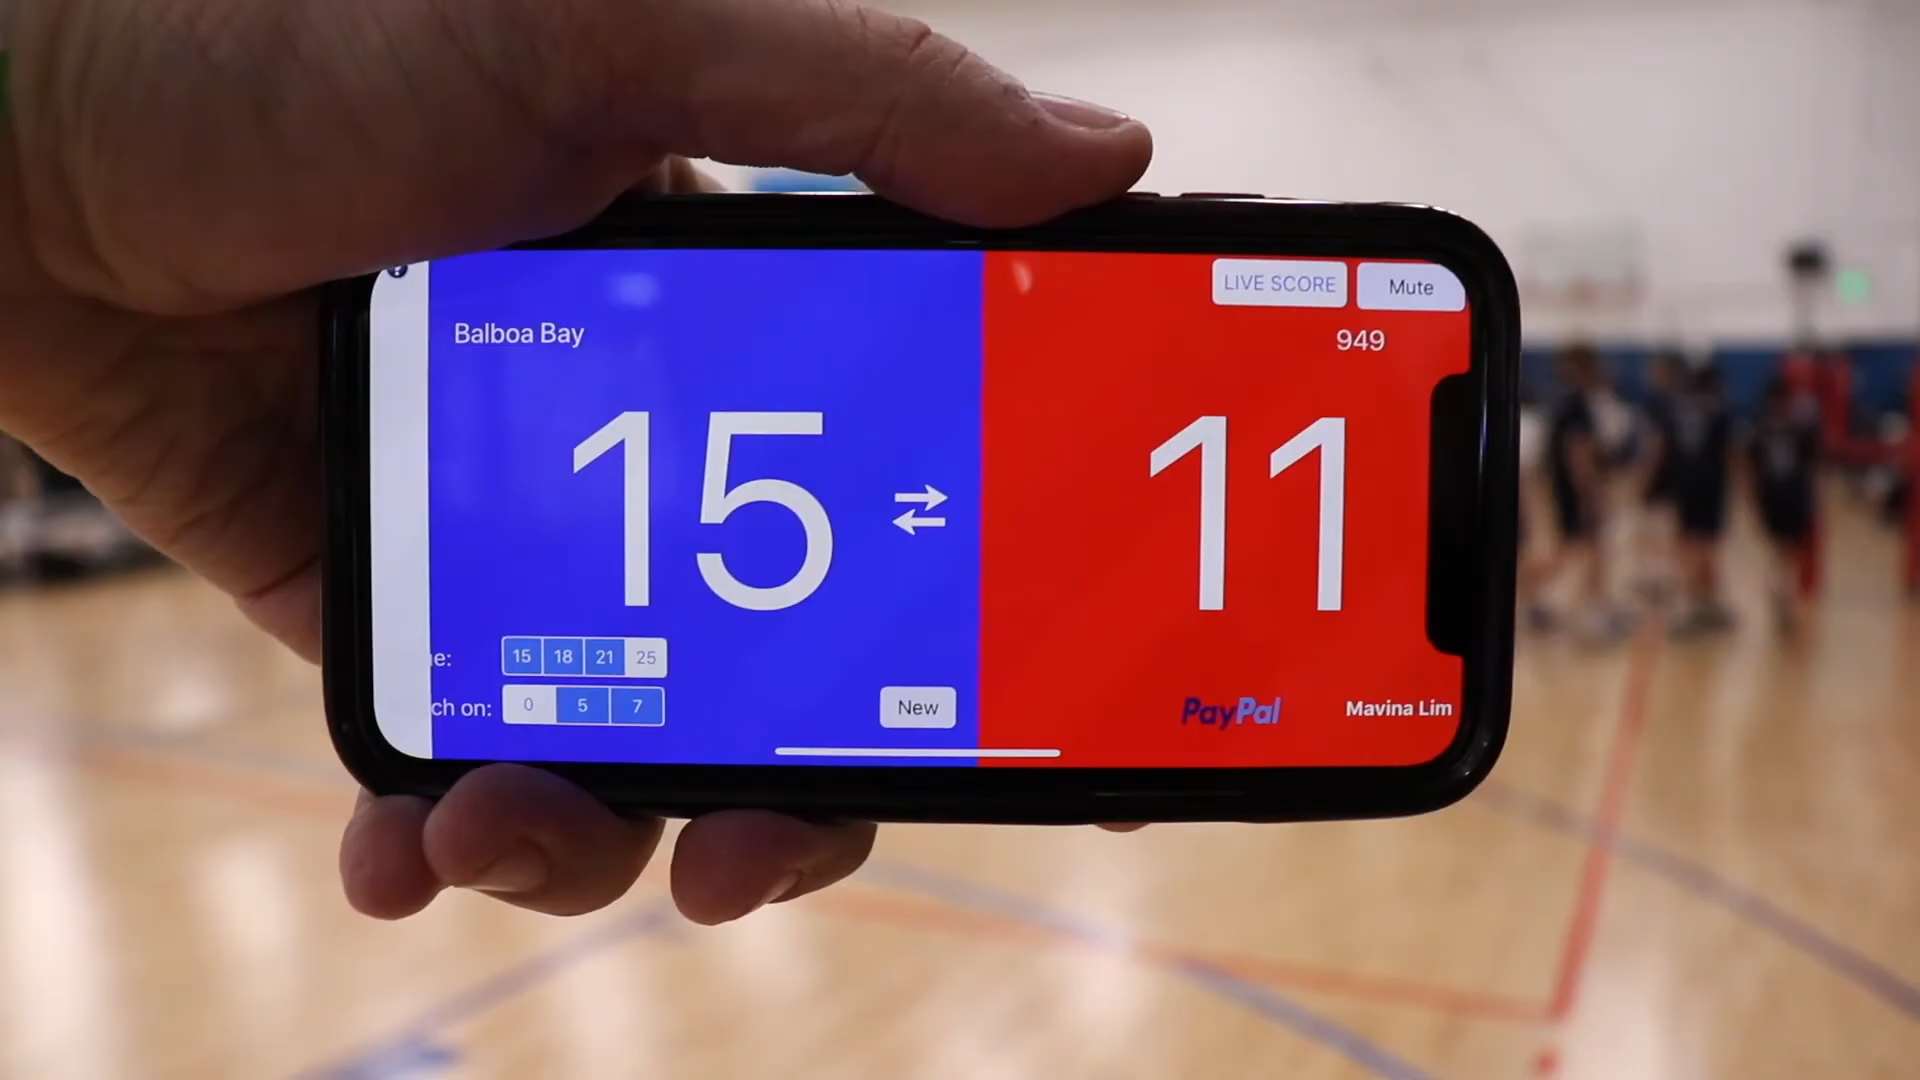 LIVE SCORE Mute
Balboa Bay 949
15 11
e: 15 18 21 25
ch on: 0 5 7
New
PayPal Mavina Lim